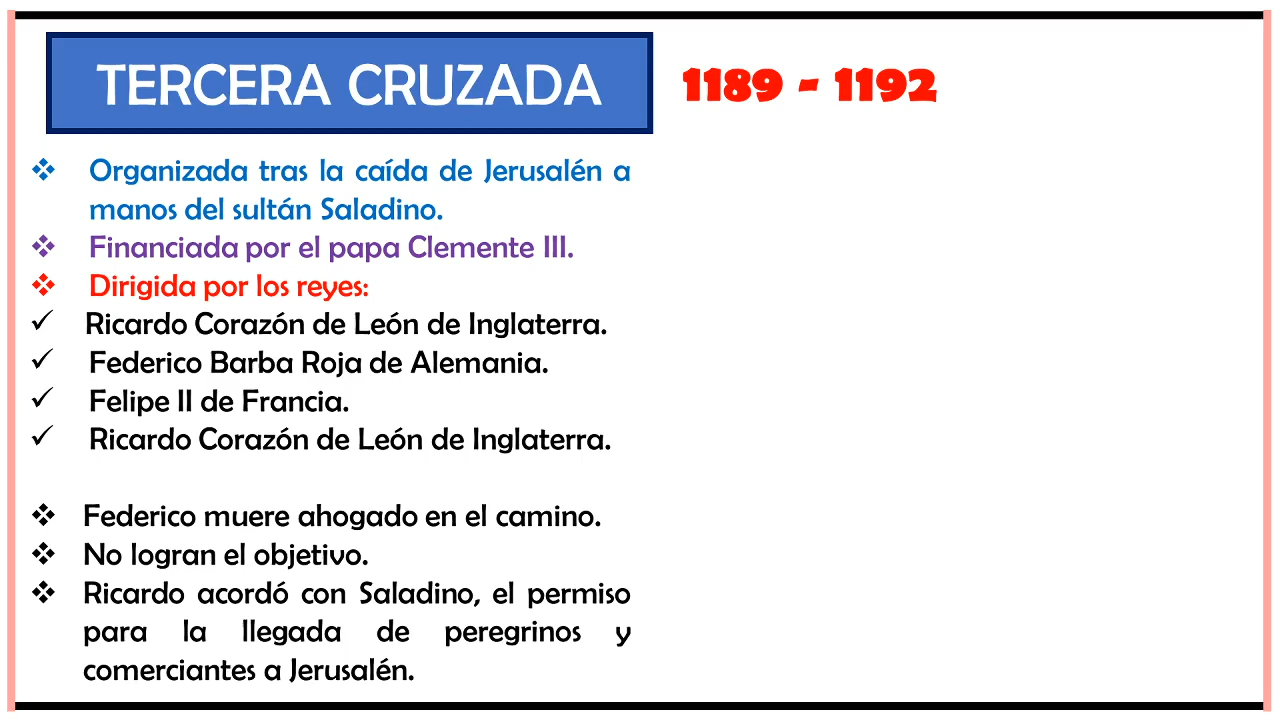 TERCERA CRUZADA
1189 - 1192
❖ Organizada tras la caída de Jerusalén a
manos del sultán Saladino.
❖ Financiada por el papa Clemente III.
❖ Dirigida por los reyes:
✓ Ricardo Corazón de León de Inglaterra.
✓ Federico Barba Roja de Alemania.
✓ Felipe II de Francia.
✓ Ricardo Corazón de León de Inglaterra.
❖ Federico muere ahogado en el camino.
❖ No logran el objetivo.
❖ Ricardo acordó con Saladino, el permiso
para la llegada de peregrinos y
comerciantes a Jerusalén.